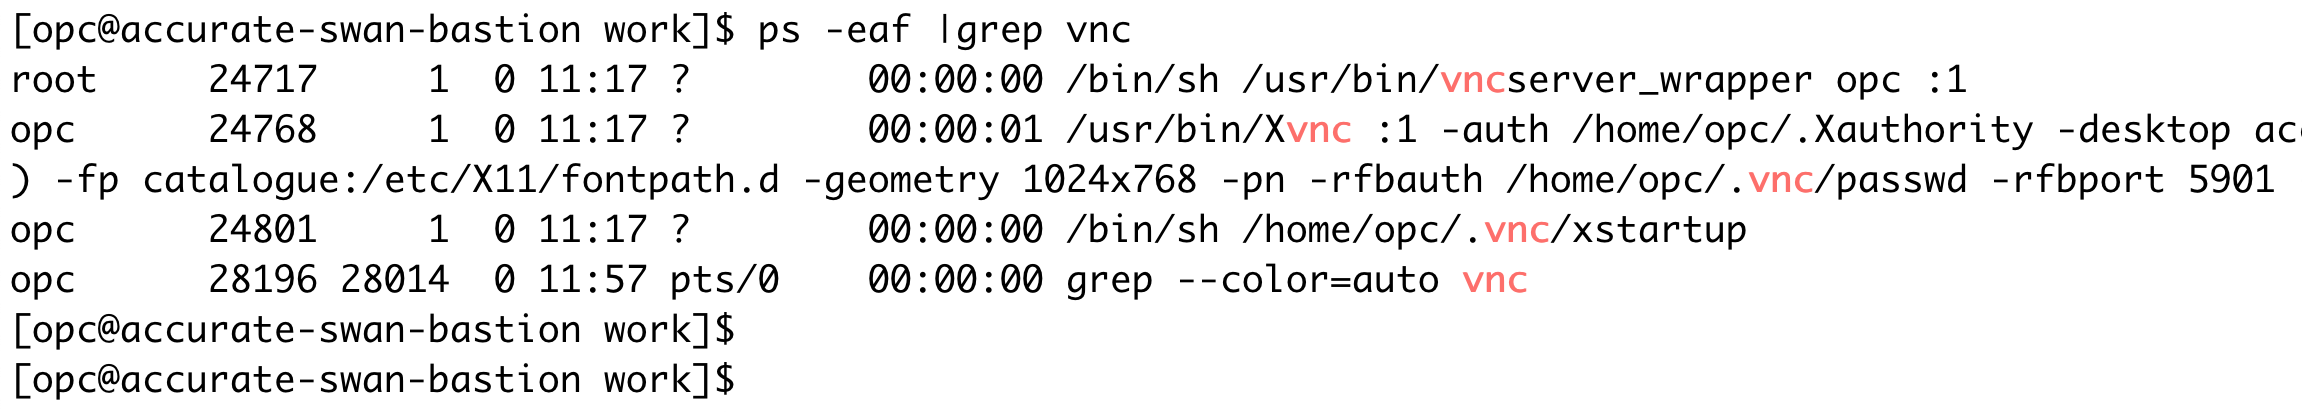 [opc@accurate-swan-bastion work]$ ps -eaf |grep vnc
root     24717     1  0 11:17 ?        00:00:00 /bin/sh /usr/bin/vncserver_wrapper opc :1
opc      24768     1  0 11:17 ?        00:00:01 /usr/bin/Xvnc :1 -auth /home/opc/.Xauthority -desktop
) -fp catalogue:/etc/X11/fontpath.d -geometry 1024x768 -pn -rfbauth /home/opc/.vnc/passwd -rfbport 5901
opc      24801     1  0 11:17 ?        00:00:00 /bin/sh /home/opc/.vnc/xstartup
opc      28196 28014  0 11:57 pts/0    00:00:00 grep --color=auto vnc
[opc@accurate-swan-bastion work]$
[opc@accurate-swan-bastion work]$